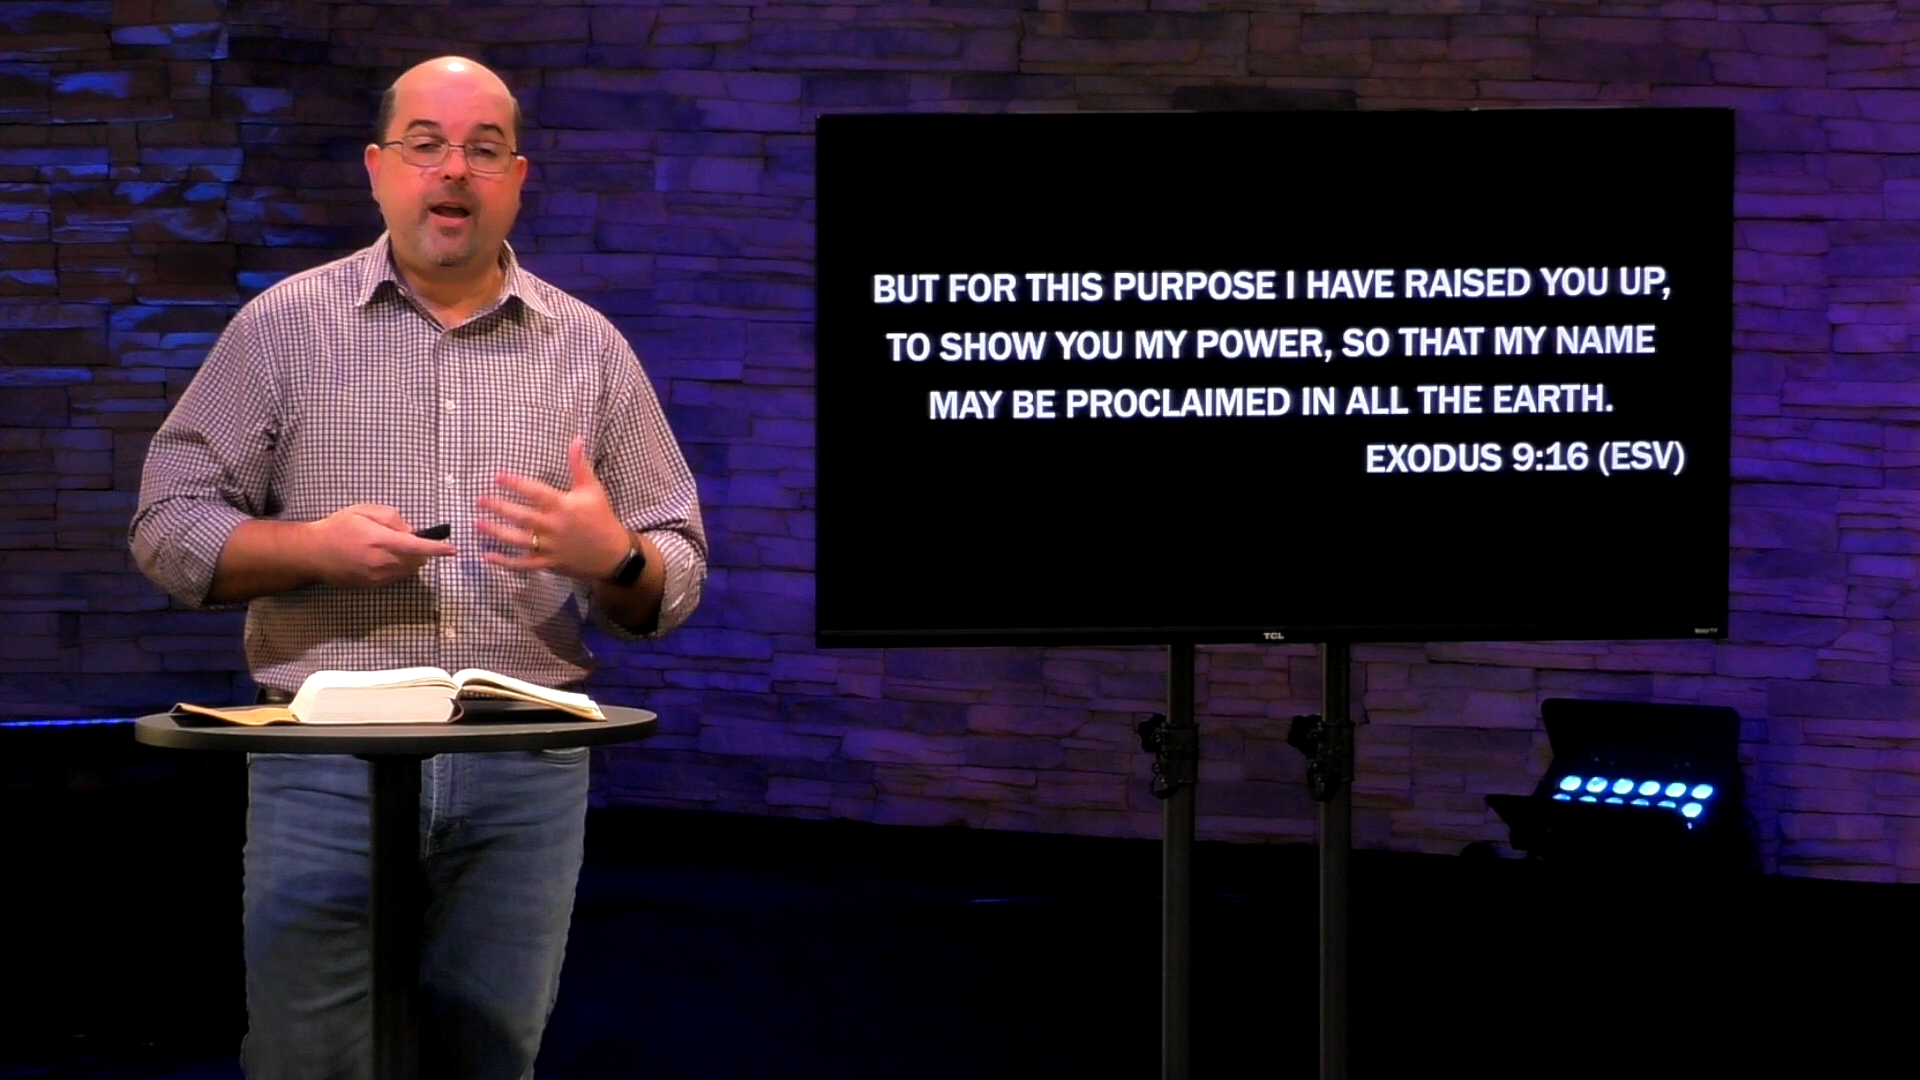 BUT FOR THIS PURPOSE I HAVE RAISED YOU UP,
TO SHOW YOU MY POWER, SO THAT MY NAME
MAY BE PROCLAIMED IN ALL THE EARTH.
EXODUS 9:16 (ESV)
TCL